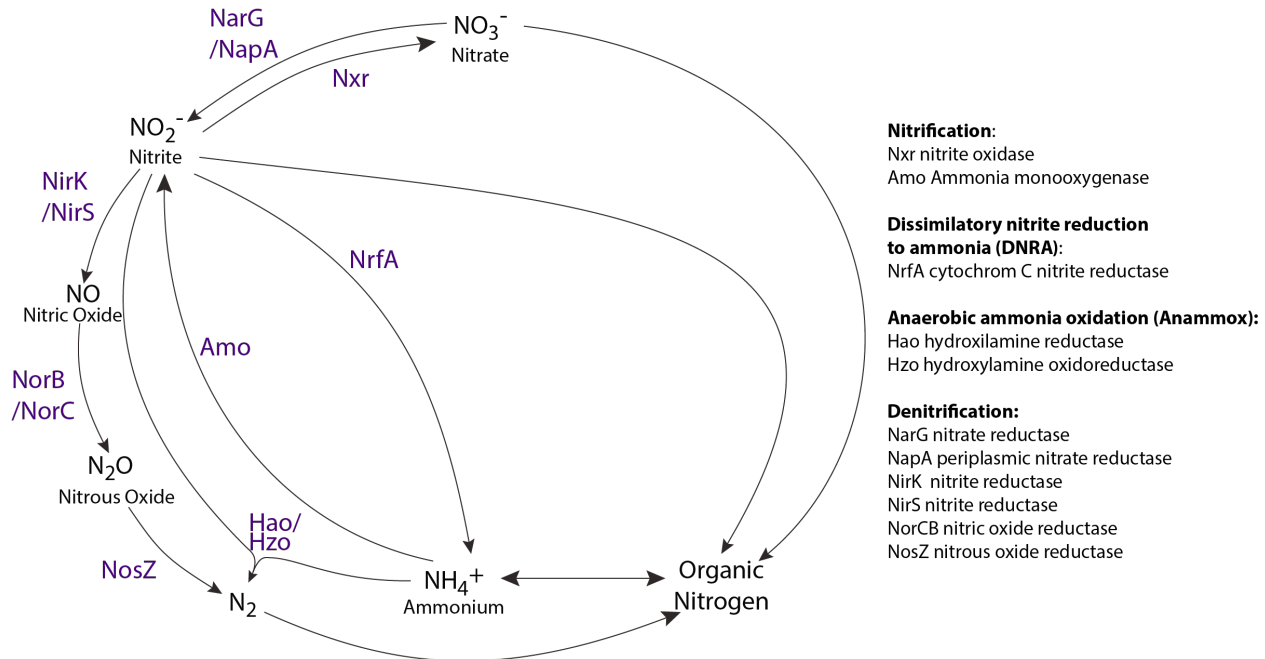 NarG
/NapA
NO3-
Nitrate
Nxr
NO2-
Nitrite
NirK
/NirS
NrfA
NO
Nitric Oxide
Amo
NorB
/NorC
N2O
Nitrous Oxide
Hao/
Hzo
NosZ
N2
NH4+
Ammonium
Organic
Nitrogen
Nitrification:
Nxr nitrite oxidase
Amo Ammonia monooxygenase
Dissimilatory nitrite reduction
to ammonia (DNRA):
NrfA cytochrom C nitrite reductase
Anaerobic ammonia oxidation (Anammox):
Hao hydroxilamine reductase
Hzo hydroxylamine oxidoreductase
Denitrification:
NarG nitrate reductase
NapA periplasmic nitrate reductase
NirK nitrite reductase
NirS nitrite reductase
NorCB nitric oxide reductase
NosZ nitrous oxide reductase